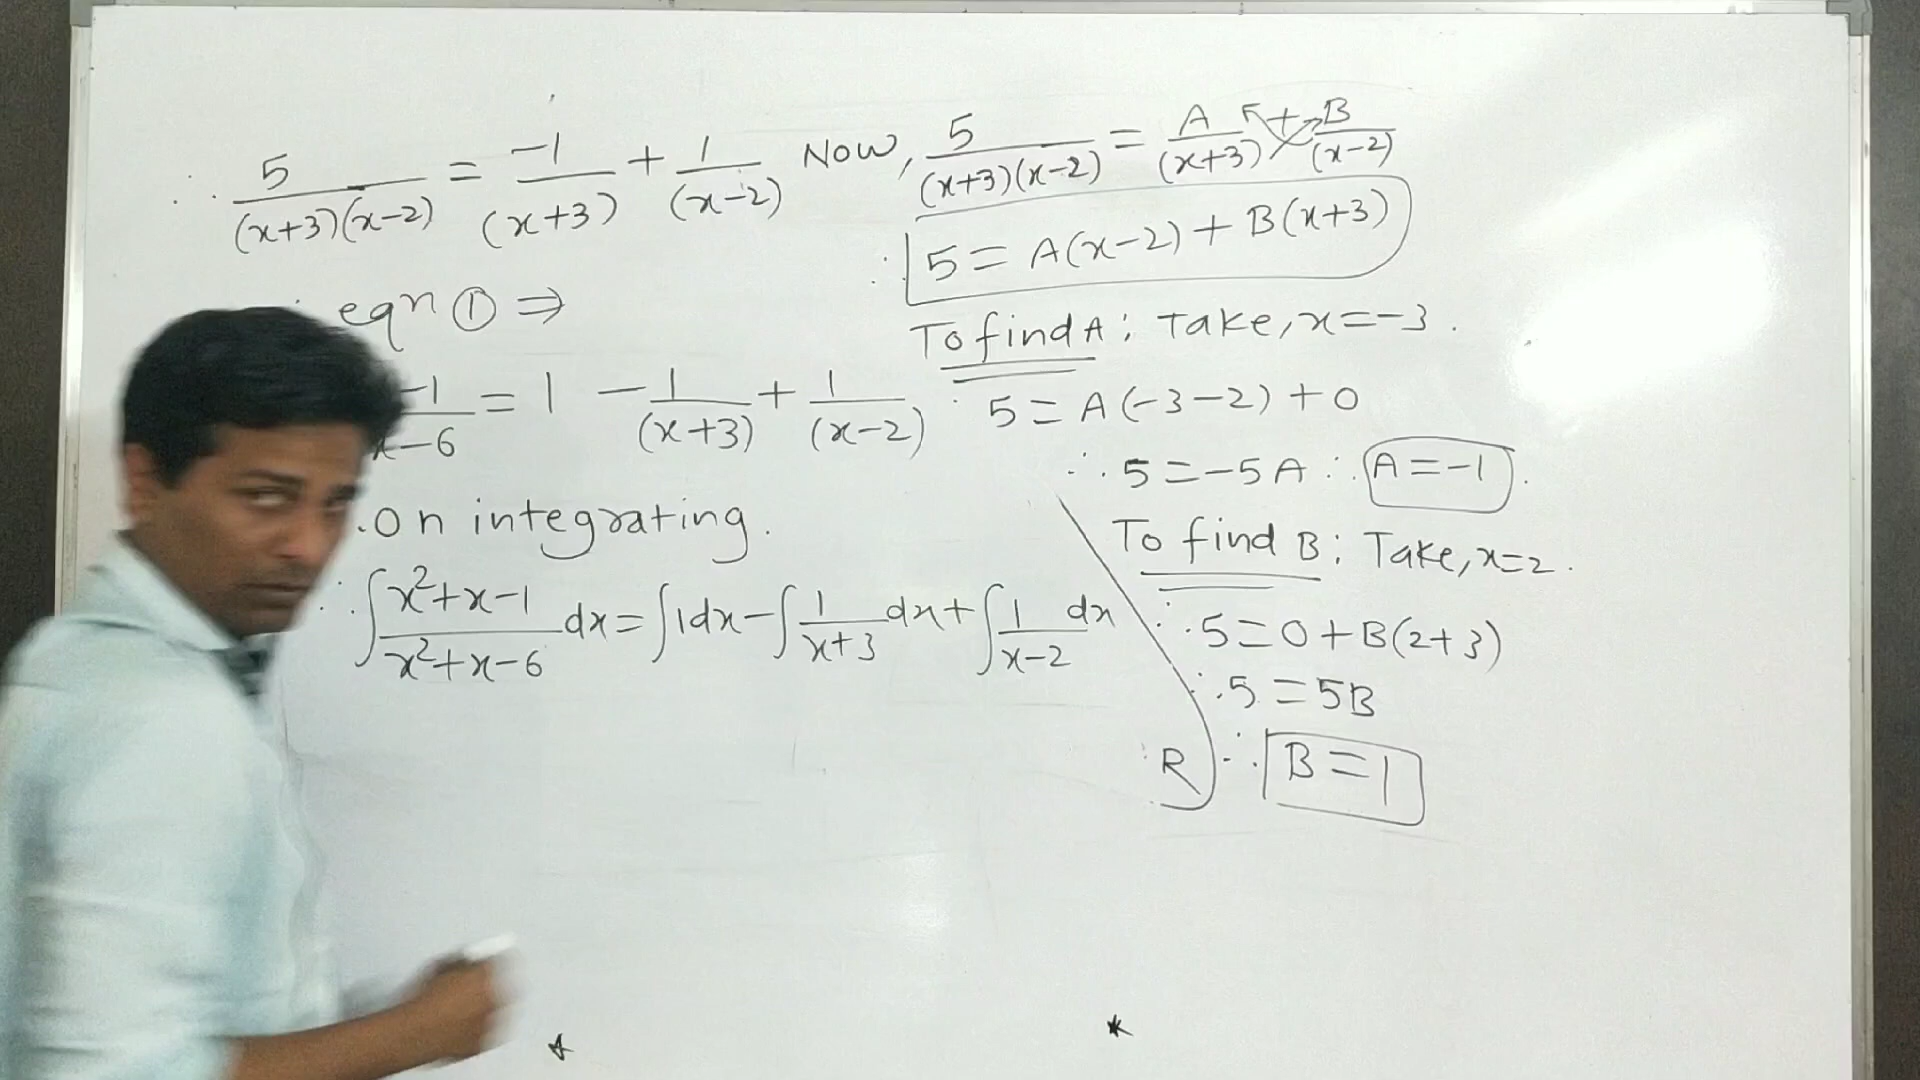 ∴ 5/((x+3)(x-2)) = -1/(x+3) + 1/(x-2)
eqn ① ⇒
-1/x-6 = 1 - 1/(x+3) + 1/(x-2)
∴ On integrating.
∴ ∫ (x²+x-1)/(x²+x-6) dx = ∫1dx - ∫ 1/(x+3) dx + ∫ 1/(x-2) dx
Now, 5/((x+3)(x-2)) = A/(x+3) + B/(x-2)
∴ 5 = A(x-2) + B(x+3)
To find A: Take, x=-3.
∴ 5 = A(-3-2) + 0
∴ 5 = -5A ∴ A = -1.
To find B: Take, x=2.
∴ 5 = 0 + B(2+3)
∴ 5 = 5B
R ∴ B = 1